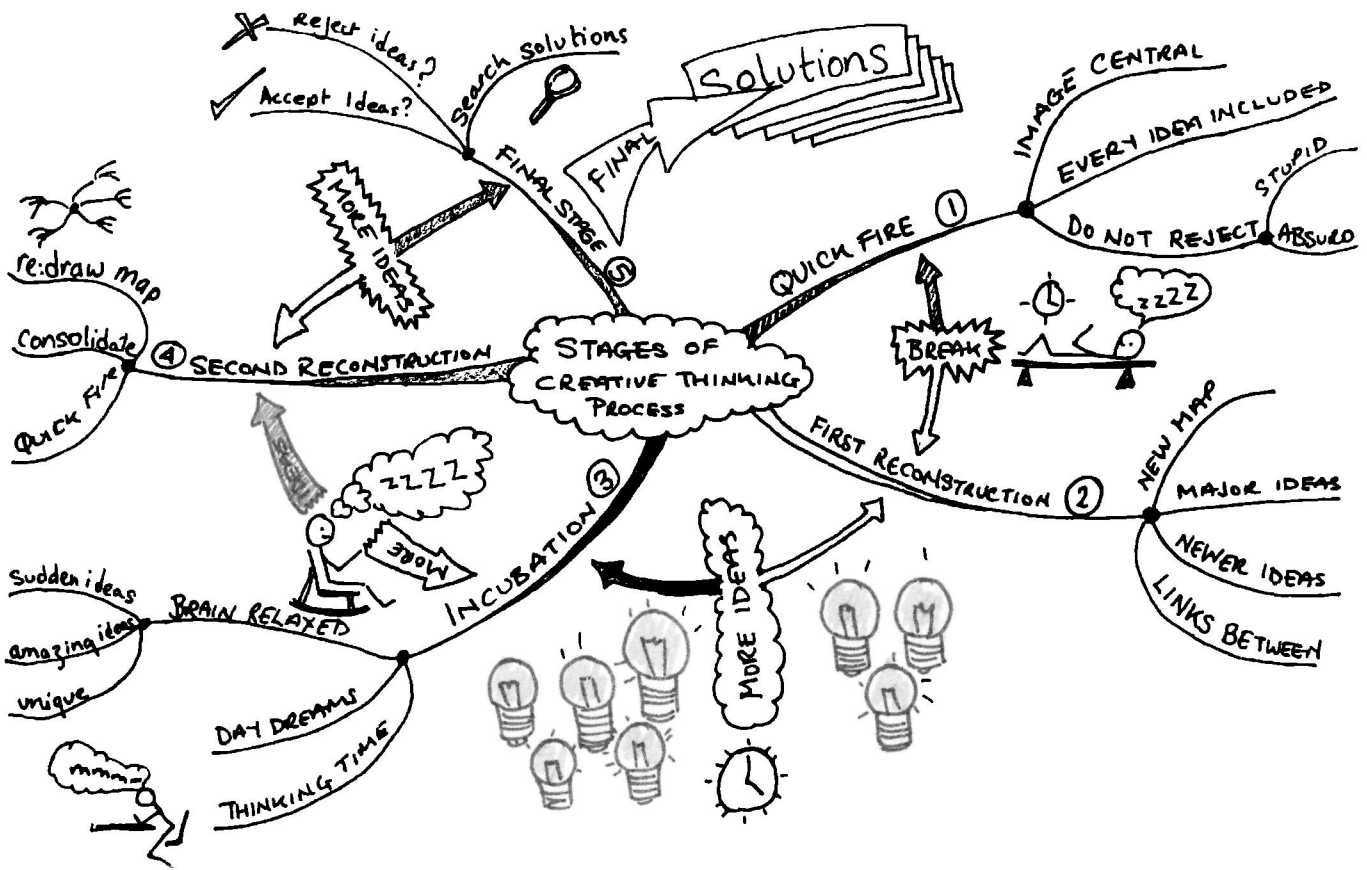 STAGES OF
CREATIVE THINKING
PROCESS
QUICK FIRE ①
IMAGE CENTRAL
EVERY IDEA INCLUDED
DO NOT REJECT
STUPID
ABSURD
BREAK
zzzz
FIRST RECONSTRUCTION ②
NEW MAP
MAJOR IDEAS
NEWER IDEAS
LINKS BETWEEN
MORE IDEAS
INCUBATION ③
BRAIN RELAXED
sudden ideas
amazing ideas
unique
DAY DREAMS
THINKING TIME
mmm-
zzzz
MORE
④ SECOND RECONSTRUCTION
re:draw map
Consolidate
Quick Fire
MORE IDEAS
FINAL STAGE ⑤
Reject ideas?
Accept Ideas?
Search Solutions
FINAL
Solutions